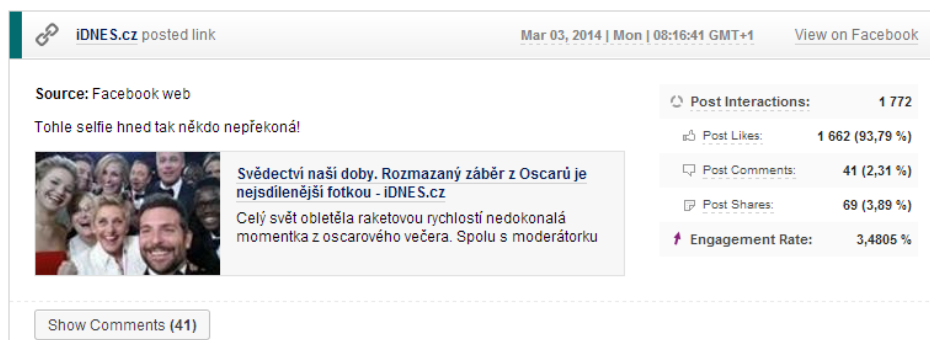 iDNES.cz posted link
Mar 03, 2014 | Mon | 08:16:41 GMT+1
View on Facebook
Source: Facebook web
Tohle selfie hned tak někdo nepřekoná!
Svědectví naší doby. Rozmazaný záběr z Oscarů je
nejsdílenější fotkou - iDNES.cz
Celý svět obletěla raketovou rychlostí nedokonalá
momentka z oscarového večera. Spolu s moderátorku
Post Interactions: 1 772
Post Likes: 1 662 (93,79 %)
Post Comments: 41 (2,31 %)
Post Shares: 69 (3,89 %)
Engagement Rate: 3,4805 %
Show Comments (41)